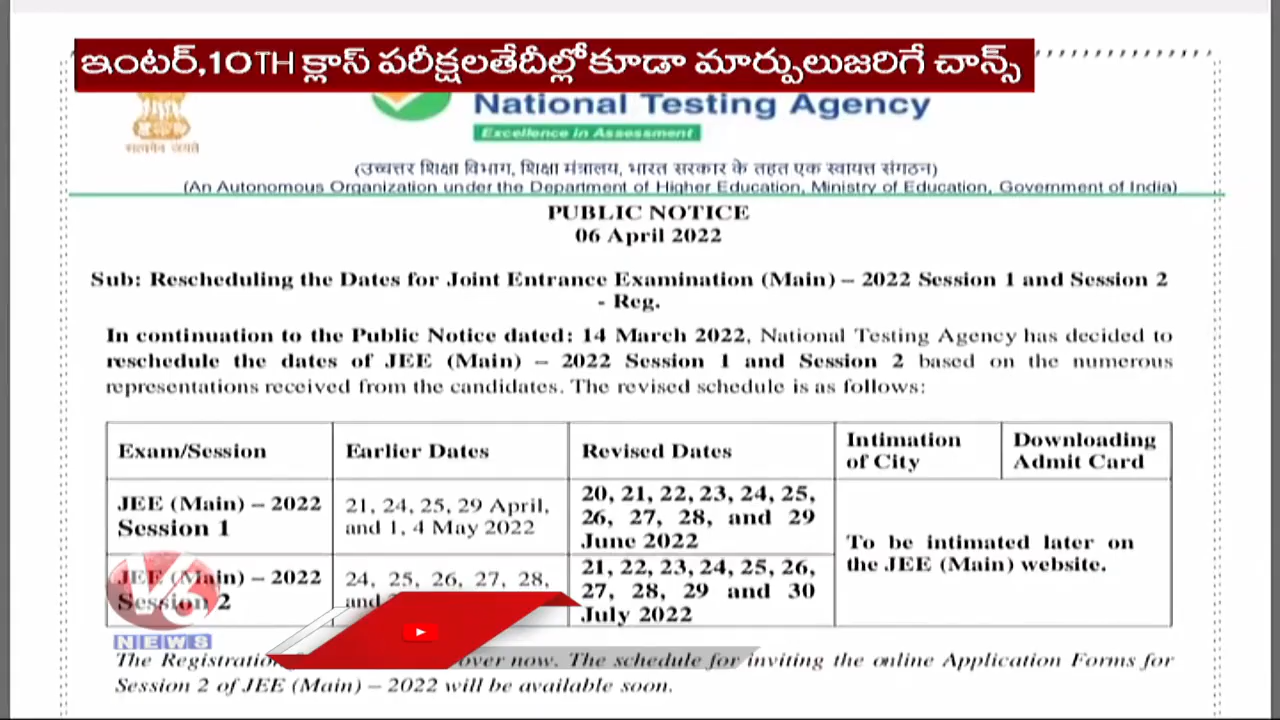 ఇంటర్,10TH క్లాస్ పరీక్షలతేదీల్లోకూడా మార్పులుజరిగే చాన్స్
National Testing Agency
Excellence in Assessment
सत्यमेव जयते
(उच्चत्तर शिक्षा विभाग, शिक्षा मंत्रालय, भारत सरकार के तहत एक स्वायत्त संगठन)
(An Autonomous Organization under the Department of Higher Education, Ministry of Education, Government of India)
PUBLIC NOTICE
06 April 2022
Sub: Rescheduling the Dates for Joint Entrance Examination (Main) – 2022 Session 1 and Session 2
- Reg.
In continuation to the Public Notice dated: 14 March 2022, National Testing Agency has decided to
reschedule the dates of JEE (Main) – 2022 Session 1 and Session 2 based on the numerous
representations received from the candidates. The revised schedule is as follows:
Exam/Session
Earlier Dates
Revised Dates
Intimation
of City
Downloading
Admit Card
JEE (Main) – 2022
Session 1
21, 24, 25, 29 April,
and 1, 4 May 2022
20, 21, 22, 23, 24, 25,
26, 27, 28, and 29
June 2022
To be intimated later on
the JEE (Main) website.
JEE (Main) – 2022
Session 2
24, 25, 26, 27, 28,
and
21, 22, 23, 24, 25, 26,
27, 28, 29 and 30
July 2022
V6
NEWS
The Registration over now. The schedule for inviting the online Application Forms for
Session 2 of JEE (Main) – 2022 will be available soon.